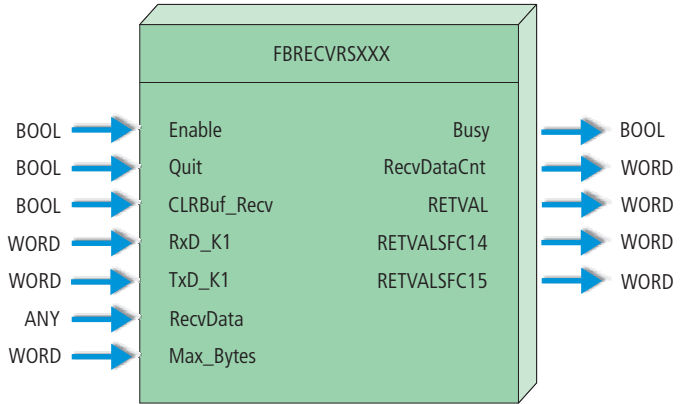 FBRECVRSXXX
BOOL Enable Busy BOOL
BOOL Quit RecvDataCnt WORD
BOOL CLRBuf_Recv RETVAL WORD
WORD RxD_K1 RETVALSFC14 WORD
WORD TxD_K1 RETVALSFC15 WORD
ANY RecvData
WORD Max_Bytes